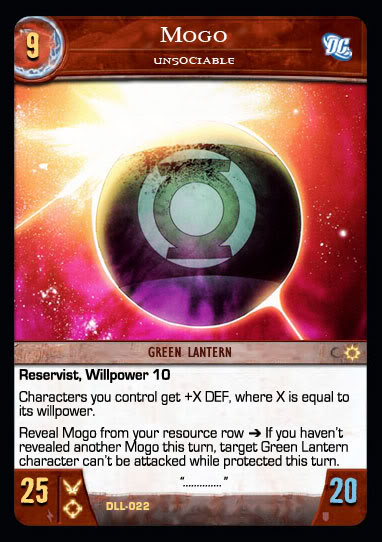 9
Mogo
UNSOCIABLE
DC
GREEN LANTERN
C
Reservist, Willpower 10
Characters you control get +X DEF, where X is equal to
its willpower.
Reveal Mogo from your resource row ➔ If you haven't
revealed another Mogo this turn, target Green Lantern
character can't be attacked while protected this turn.
"............."
25
DLL-022
20